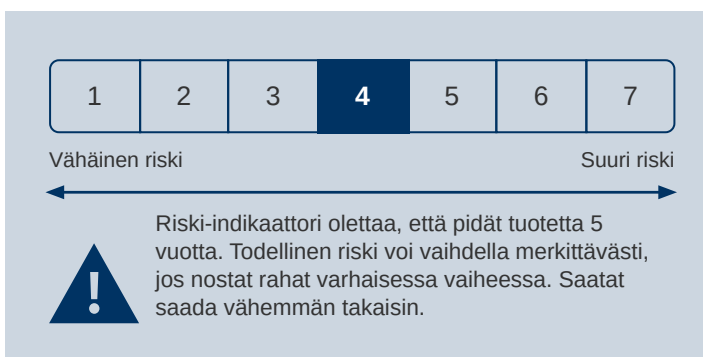 1 2 3 4 5 6 7
Vähäinen riski Suuri riski
Riski-indikaattori olettaa, että pidät tuotetta 5
vuotta. Todellinen riski voi vaihdella merkittävästi,
jos nostat rahat varhaisessa vaiheessa. Saatat
saada vähemmän takaisin.
!